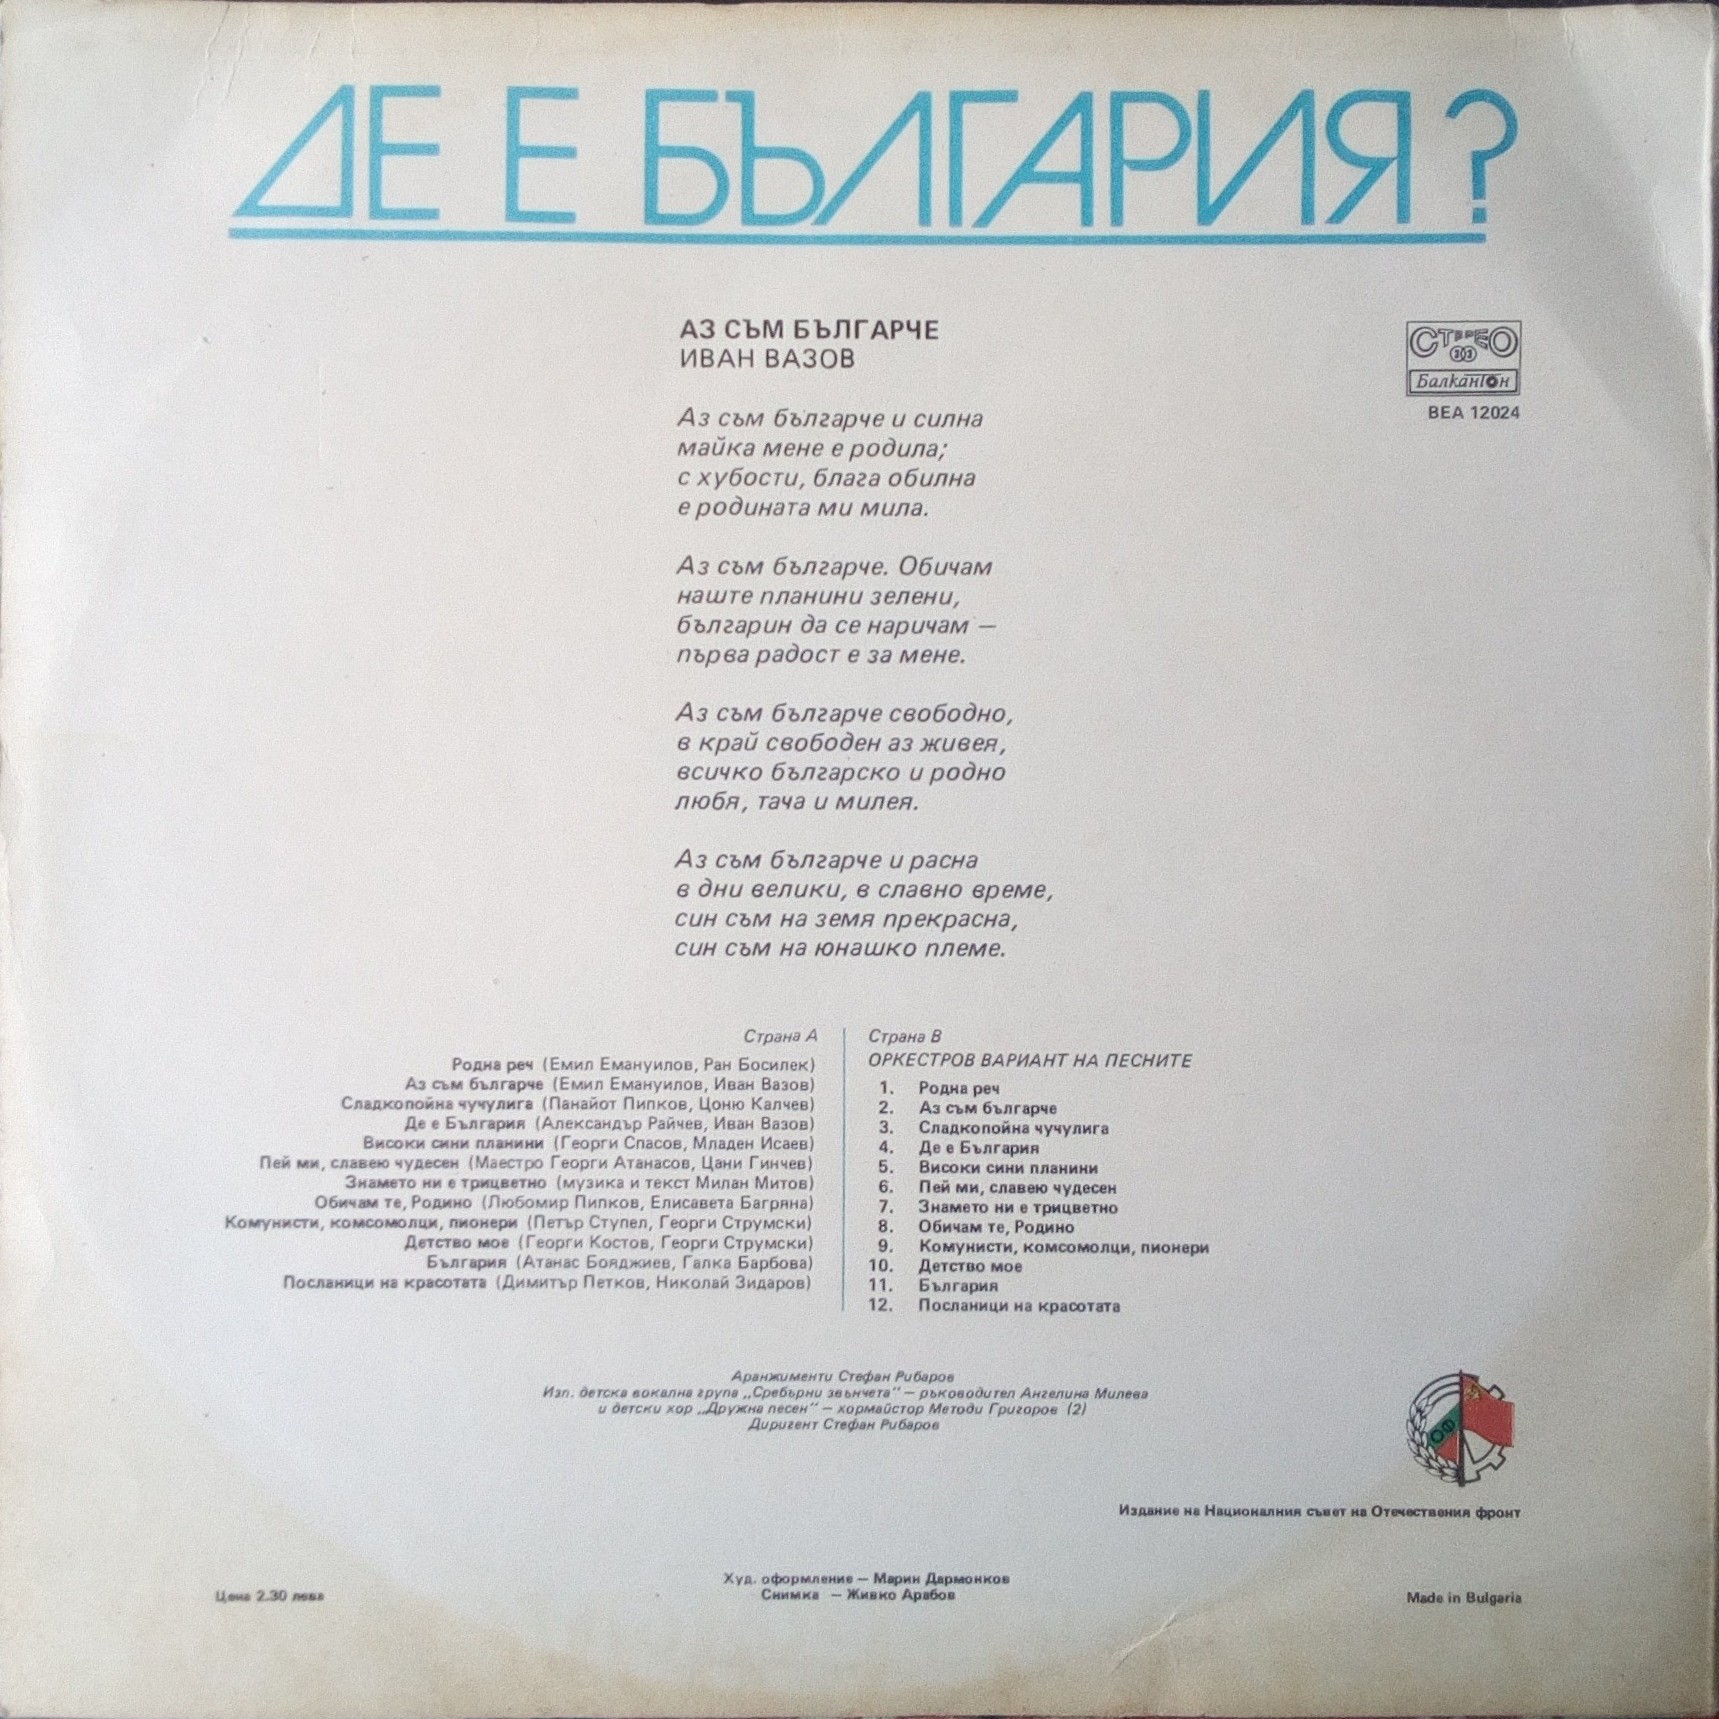 ДЕ Е БЪЛГАРИЯ?
АЗ СЪМ БЪЛГАРЧЕ
ИВАН ВАЗОВ
Аз съм българче и силна
майка мене е родила;
с хубости, блага обилна
е родината ми мила.
Аз съм българче. Обичам
наште планини зелени,
българин да се наричам —
първа радост е за мене.
Аз съм българче свободно,
в край свободен аз живея,
всичко българско и родно
любя, тача и милея.
Аз съм българче и расна
в дни велики, в славно време,
син съм на земя прекрасна,
син съм на юнашко племе.
СТЕРЕО
33
Балкантон
ВЕА 12024
Страна А
Родна реч (Емил Емануилов, Ран Босилек)
Аз съм българче (Емил Емануилов, Иван Вазов)
Сладкопойна чучулига (Панайот Пипков, Цоню Калчев)
Де е България (Александър Райчев, Иван Вазов)
Високи сини планини (Георги Спасов, Младен Исаев)
Пей ми, славею чудесен (Маестро Георги Атанасов, Цани Гинчев)
Знамето ни е трицветно (музика и текст Милан Митов)
Обичам те, Родино (Любомир Пипков, Елисавета Багряна)
Комунисти, комсомолци, пионери (Петър Ступел, Георги Струмски)
Детство мое (Георги Костов, Георги Струмски)
България (Атанас Бояджиев, Галка Барбова)
Посланици на красотата (Димитър Петков, Николай Зидаров)
Страна В
ОРКЕСТРОВ ВАРИАНТ НА ПЕСНИТЕ
1. Родна реч
2. Аз съм българче
3. Сладкопойна чучулига
4. Де е България
5. Високи сини планини
6. Пей ми, славею чудесен
7. Знамето ни е трицветно
8. Обичам те, Родино
9. Комунисти, комсомолци, пионери
10. Детство мое
11. България
12. Посланици на красотата
Аранжименти Стефан Рибаров
Изп. детска вокална група „Сребърни звънчета" — ръководител Ангелина Милева
и детски хор „Дружна песен" — хормайстор Методи Григоров (2)
Диригент Стефан Рибаров
ОФ
Издание на Националния съвет на Отечествения фронт
Худ. оформление — Марин Дармонков
Снимка — Живко Арабов
Цена 2.30 лева
Made in Bulgaria